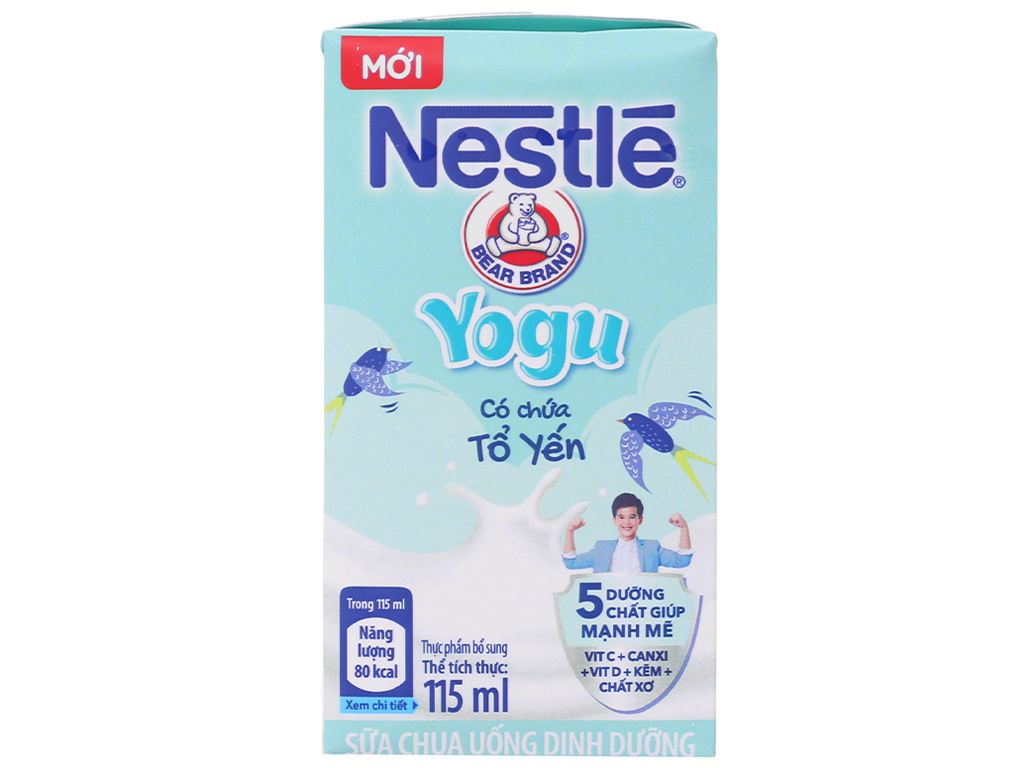 MỚI
Nestlé®
BEAR BRAND®
Yogu
Có chứa
Tổ Yến
5 DƯỠNG
CHẤT GIÚP
MẠNH MẼ
VIT C + CANXI
+VIT D + KẼM +
CHẤT XƠ
Trong 115 ml
Năng
lượng
80 kcal
Xem chi tiết
Thực phẩm bổ sung
Thể tích thực:
115 ml
SỮA CHUA UỐNG DINH DƯỠNG